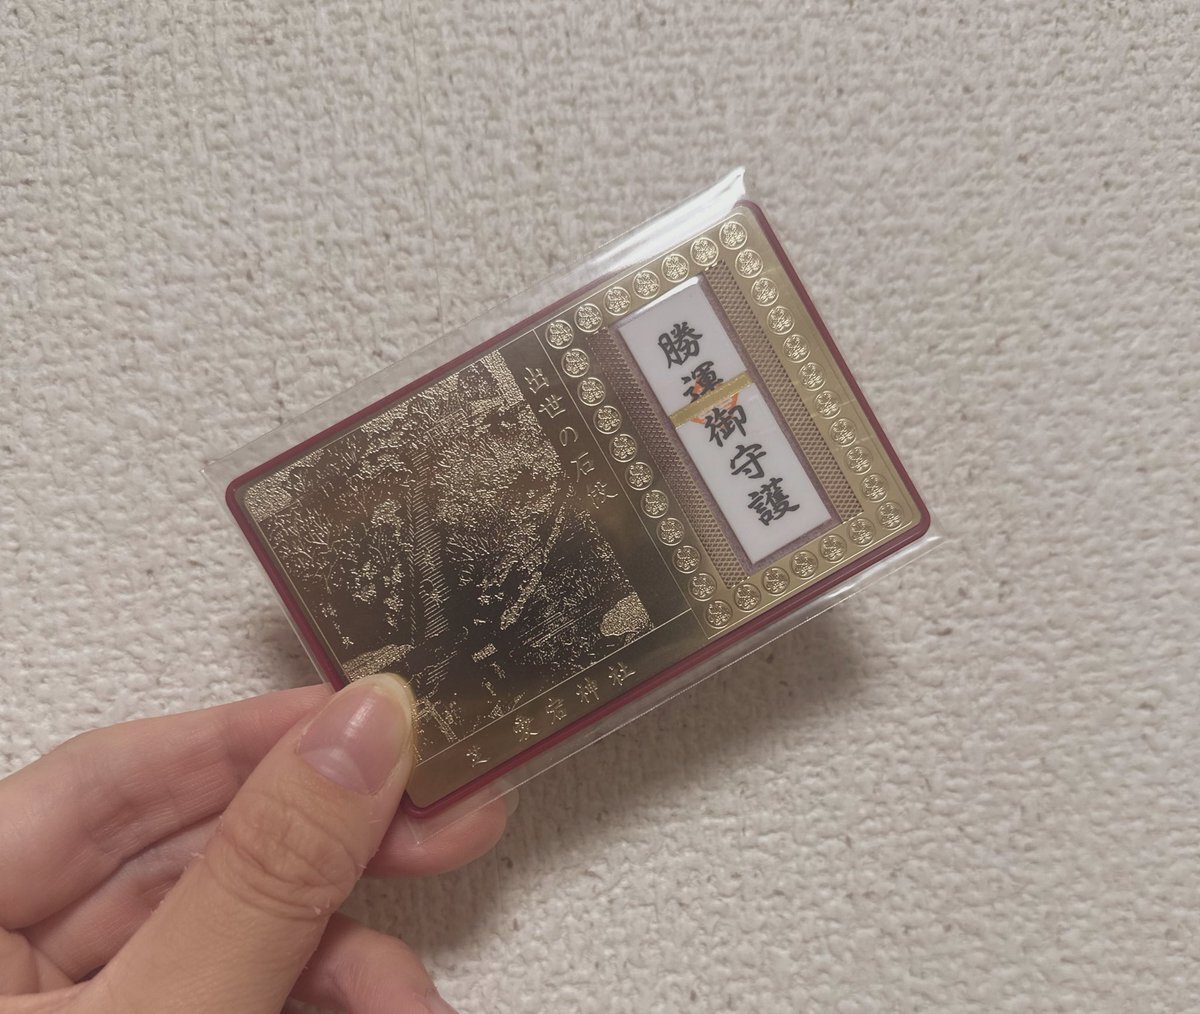 勝運御守護
出世の石段
芝 愛宕神社